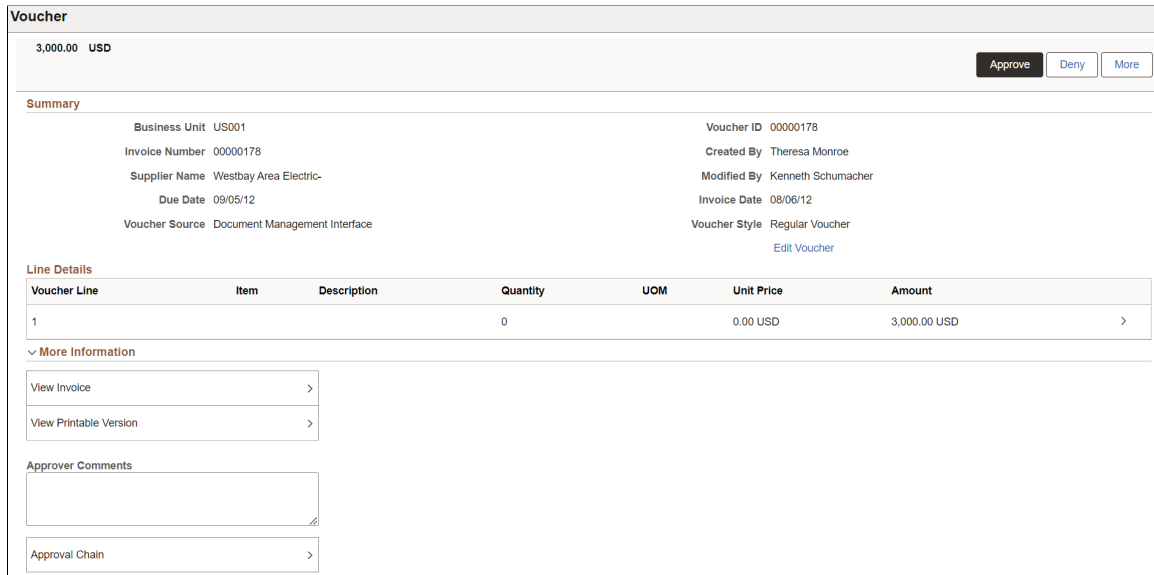 Voucher
3,000.00 USD
Approve Deny More
Summary
Business Unit US001 Voucher ID 00000178
Invoice Number 00000178 Created By Theresa Monroe
Supplier Name Westbay Area Electric- Modified By Kenneth Schumacher
Due Date 09/05/12 Invoice Date 08/06/12
Voucher Source Document Management Interface Voucher Style Regular Voucher
Edit Voucher
Line Details
Voucher Line Item Description Quantity UOM Unit Price Amount
1 0 0.00 USD 3,000.00 USD
More Information
View Invoice
View Printable Version
Approver Comments
Approval Chain